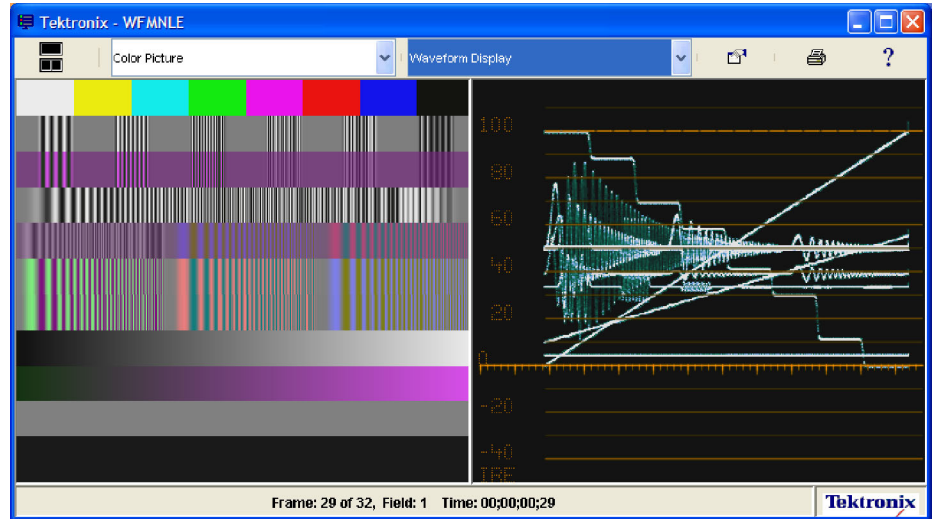 Tektronix - WFMNLE
Color Picture
Waveform Display
?
100
80
60
40
20
0
-20
-40
IRE
Frame: 29 of 32, Field: 1 Time: 00;00;00;29
Tektronix